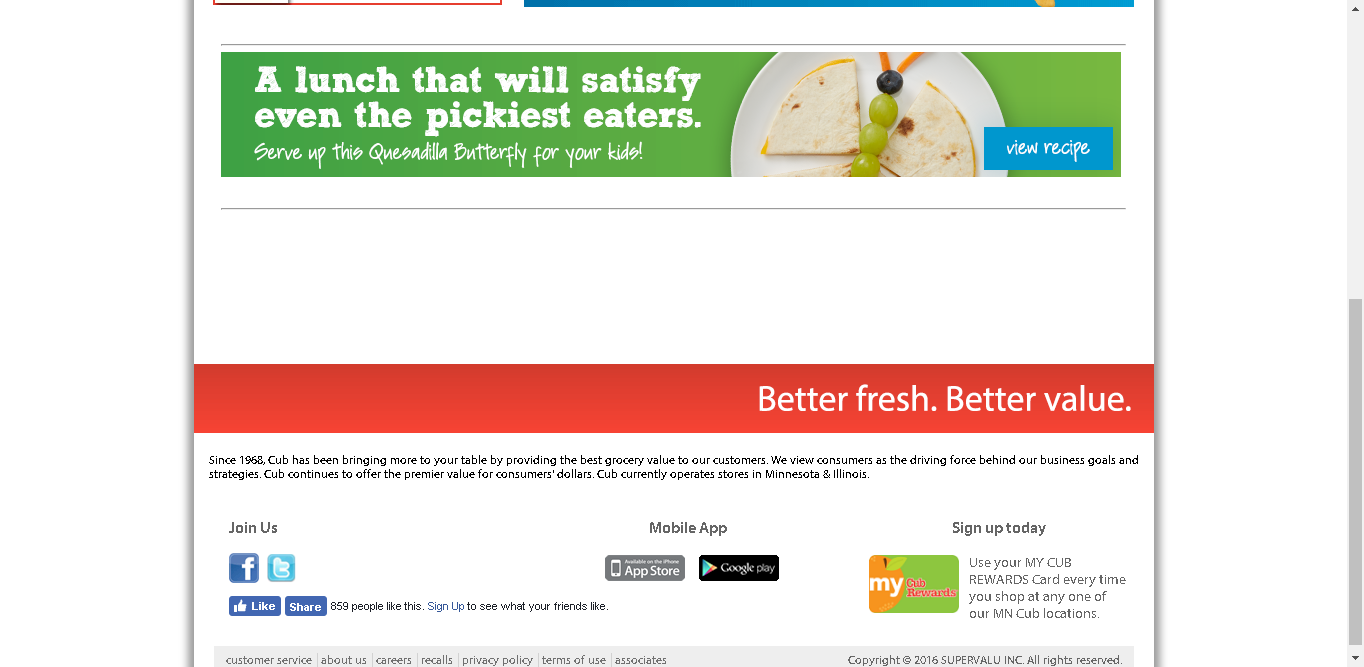 A lunch that will satisfy
even the pickiest eaters.
Serve up this Quesadilla Butterfly for your kids!
view recipe
Better fresh. Better value.
Since 1968, Cub has been bringing more to your table by providing the best grocery value to our customers. We view consumers as the driving force behind our business goals and
strategies. Cub continues to offer the premier value for consumers' dollars. Cub currently operates stores in Minnesota & Illinois.
Join Us
Like Share 859 people like this. Sign Up to see what your friends like.
Mobile App
Available on the iPhone
App Store
Google play
Sign up today
my Cub Rewards
Use your MY CUB
REWARDS Card every time
you shop at any one of
our MN Cub locations.
customer service about us careers recalls privacy policy terms of use associates
Copyright © 2016 SUPERVALU INC. All rights reserved.